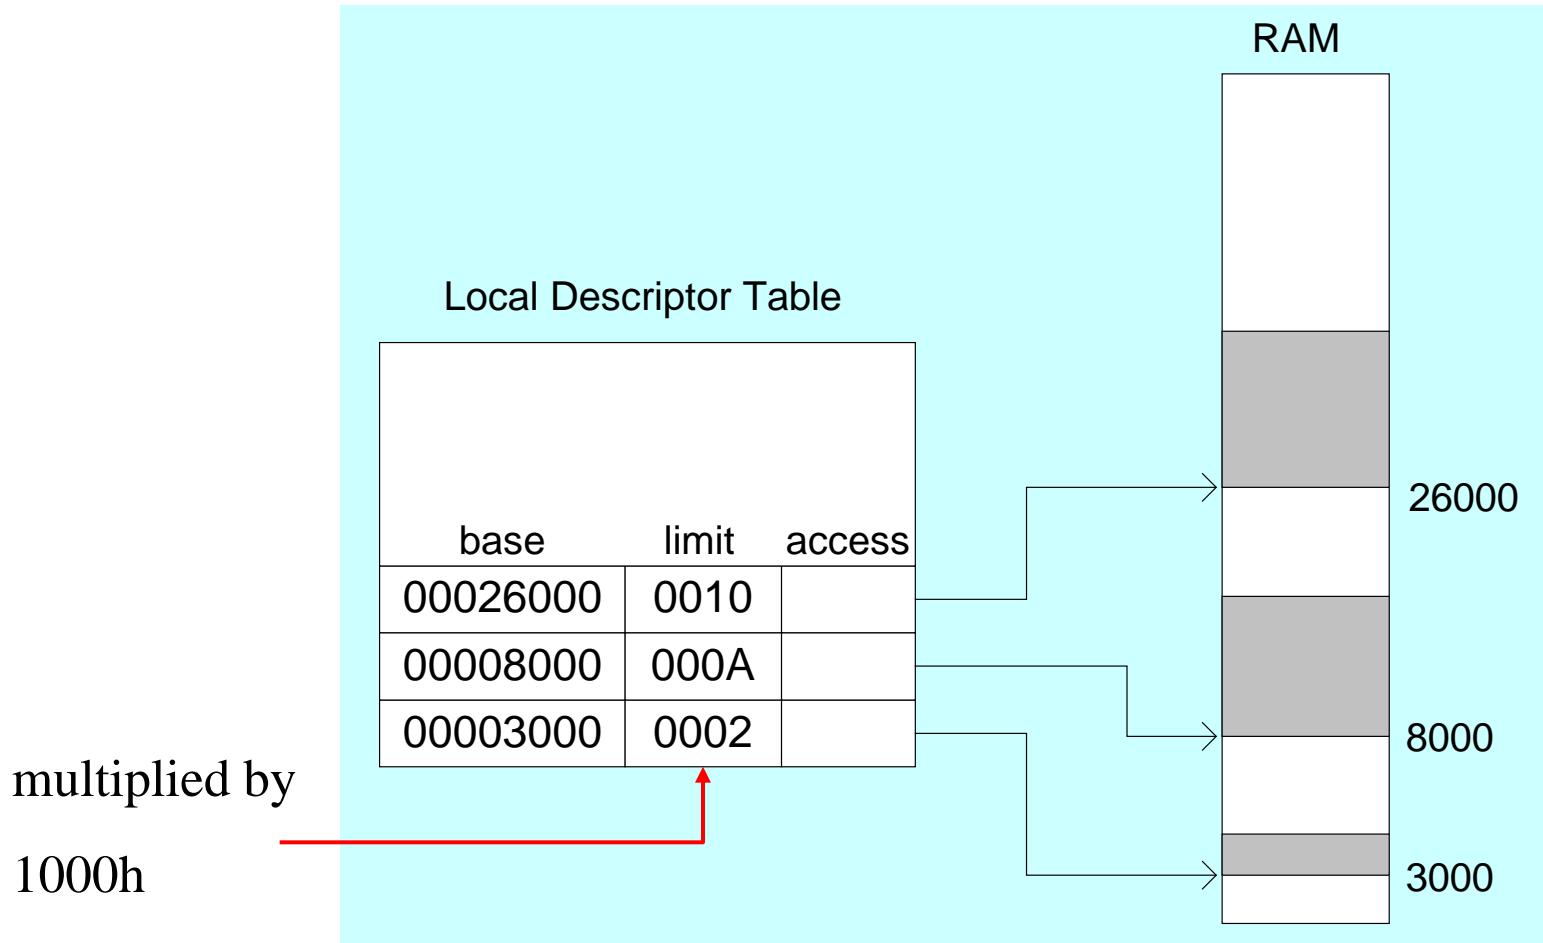 RAM
Local Descriptor Table
base limit access
00026000 0010
00008000 000A
00003000 0002
26000
8000
3000
multiplied by
1000h